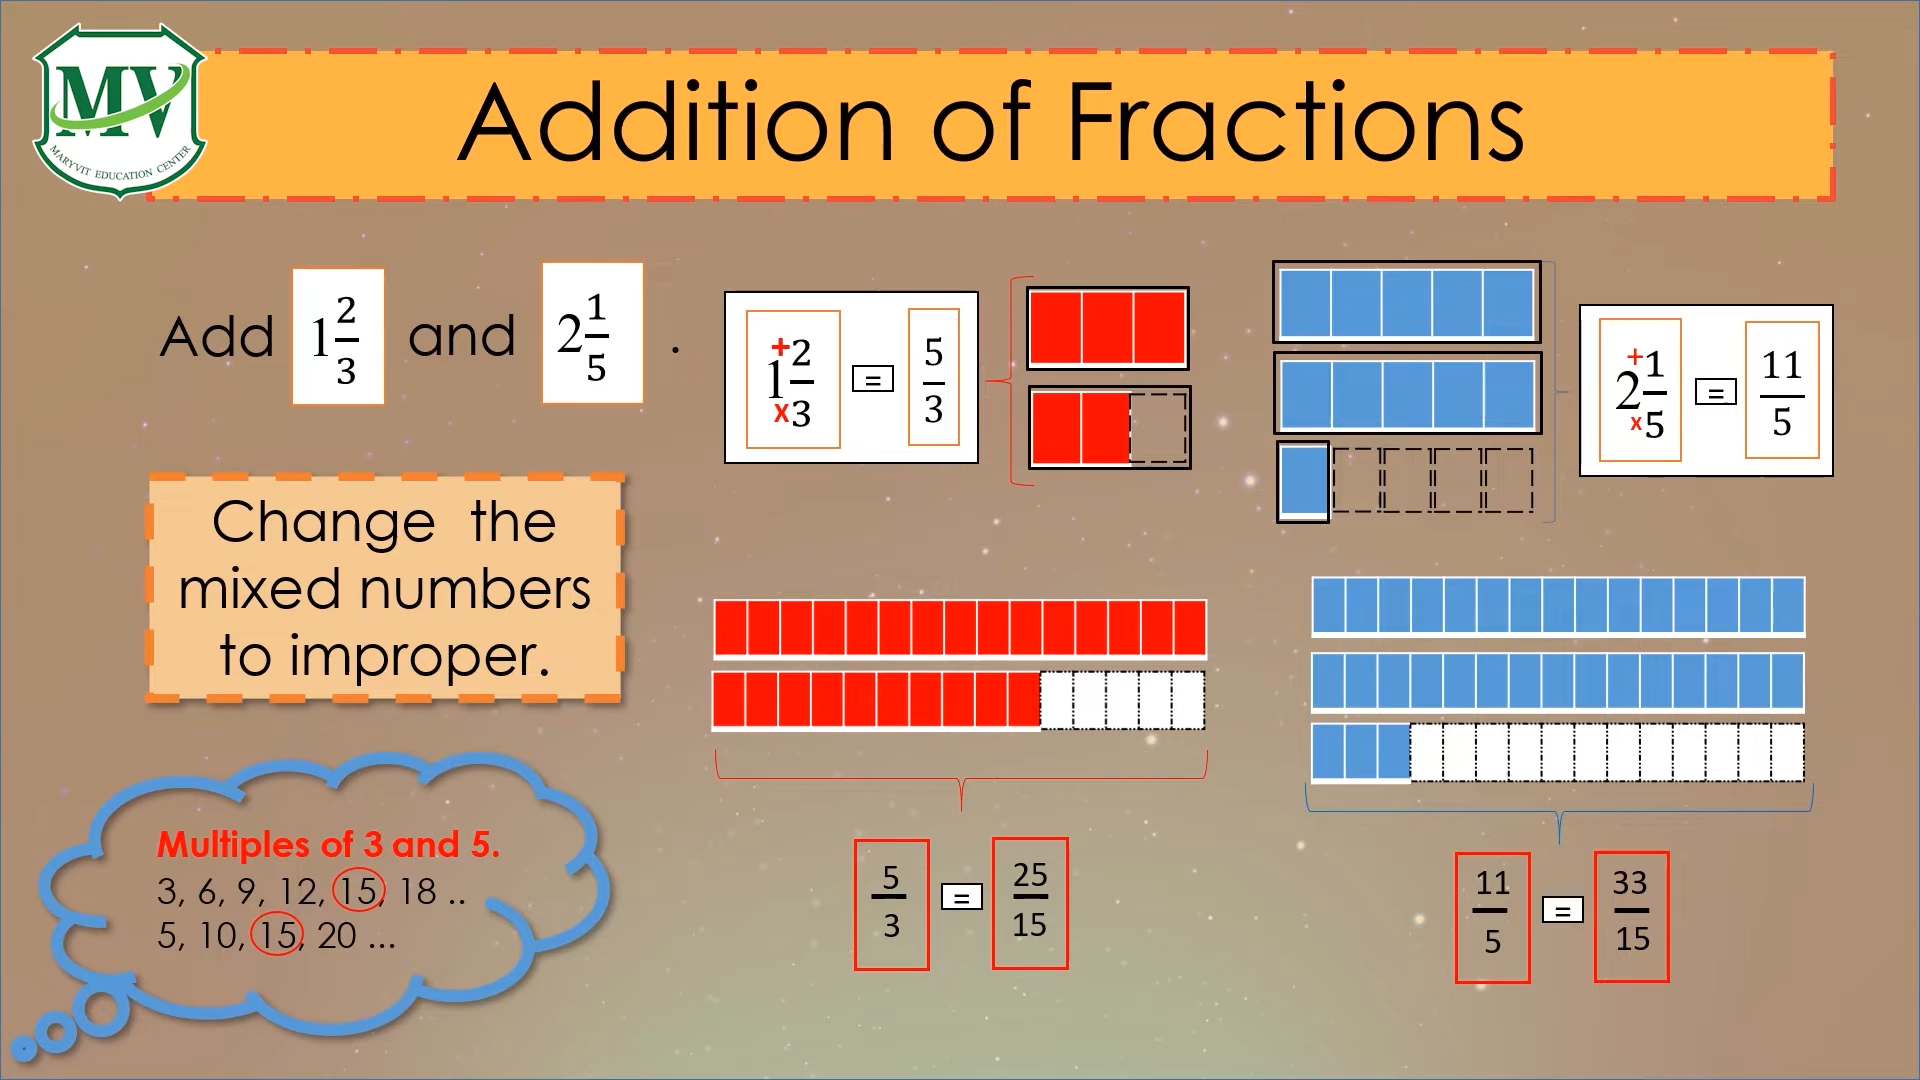 MV
MARYVIT EDUCATION CENTER
Addition of Fractions
Add 1 2/3 and 2 1/5 .
+
1 2/3 = 5/3
x
+
2 1/5 = 11/5
x
Change the
mixed numbers
to improper.
Multiples of 3 and 5.
3, 6, 9, 12, 15, 18 ..
5, 10, 15, 20 ...
5/3 = 25/15
11/5 = 33/15